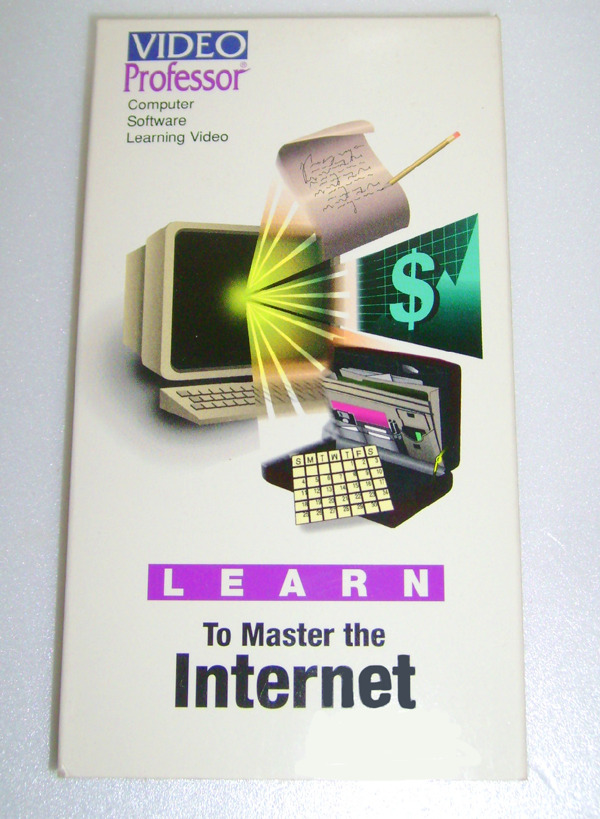 VIDEO
Professor®
Computer
Software
Learning Video
$
S M T W T F S
LEARN
To Master the
Internet